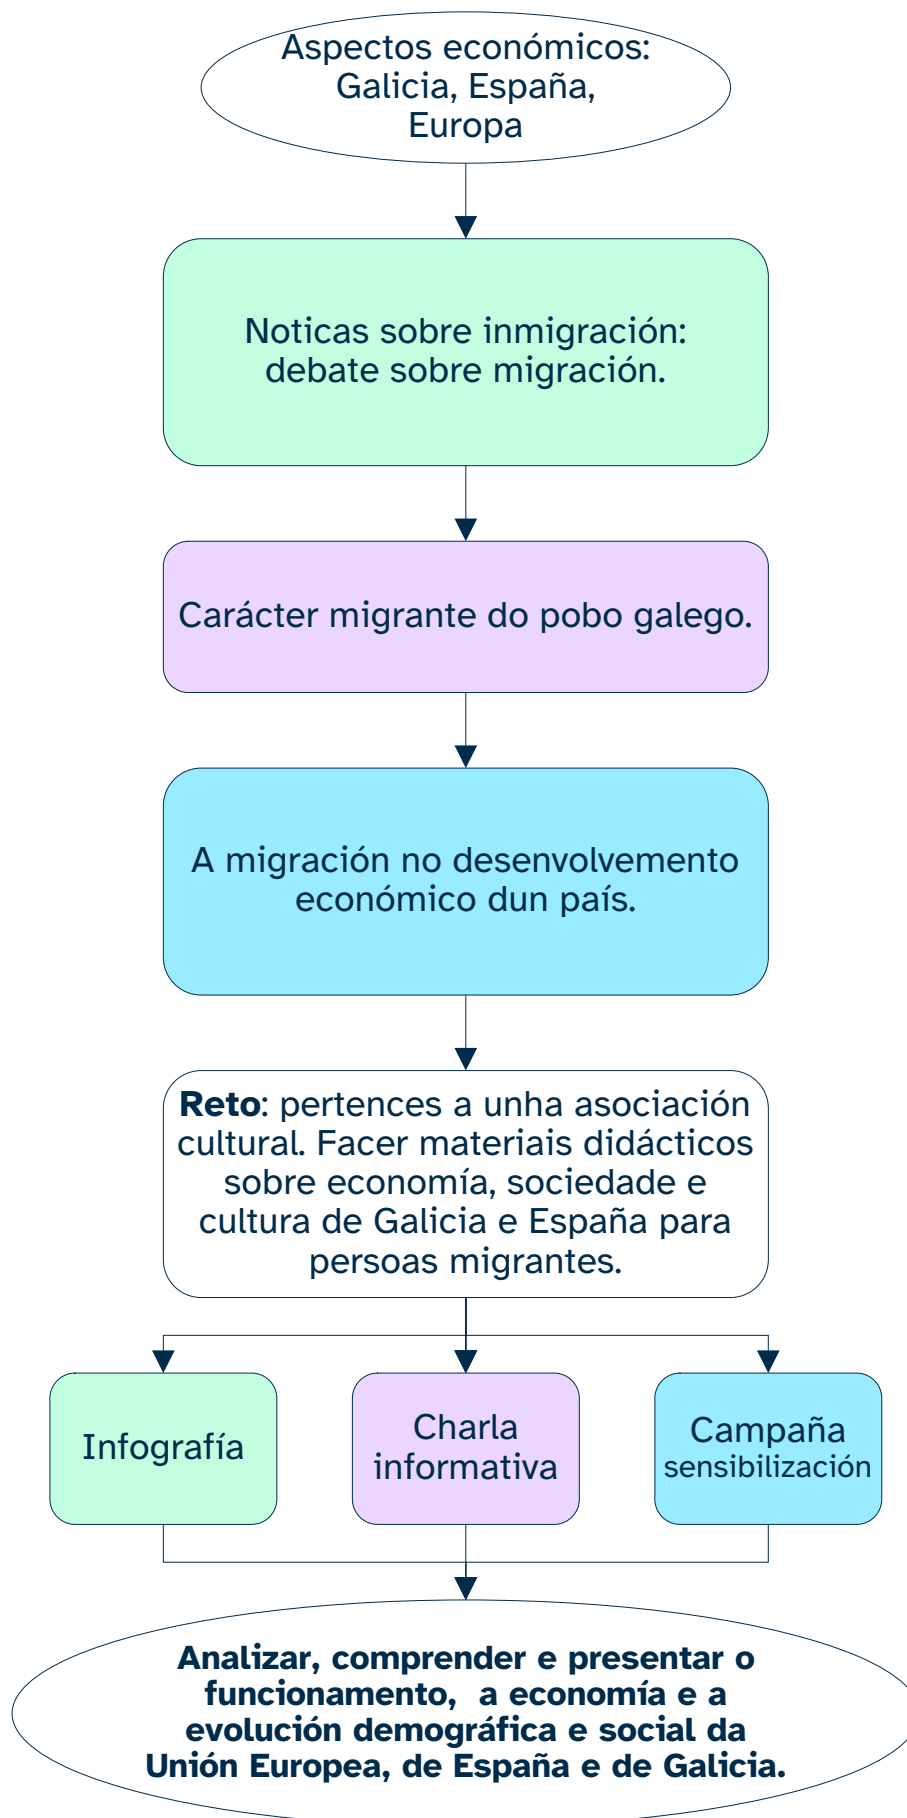 Aspectos económicos:
Galicia, España,
Europa
Noticas sobre inmigración:
debate sobre migración.
Carácter migrante do pobo galego.
A migración no desenvolvemento
económico dun país.
Reto: pertences a unha asociación
cultural. Facer materiais didácticos
sobre economía, sociedade e
cultura de Galicia e España para
persoas migrantes.
Infografía
Charla
informativa
Campaña
sensibilización
Analizar, comprender e presentar o
funcionamento, a economía e a
evolución demográfica e social da
Unión Europea, de España e de Galicia.